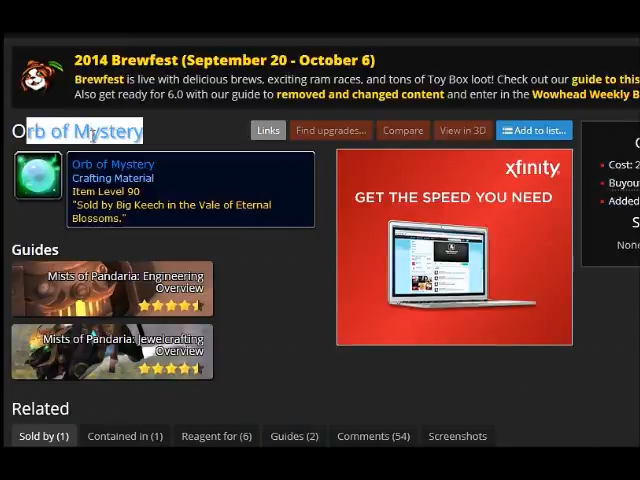 2014 Brewfest (September 20 - October 6)
Brewfest is live with delicious brews, exciting ram races, and tons of Toy Box loot! Check out our guide to this
Also get ready for 6.0 with our guide to removed and changed content and enter in the Wowhead Weekly B
Orb of Mystery
Links
Find upgrades...
Compare
View in 3D
Add to list...
Orb of Mystery
Crafting Material
Item Level 90
"Sold by Big Keech in the Vale of Eternal
Blossoms."
xfinity
GET THE SPEED YOU NEED
Cost: 2
Buyou
Added
S
None
Guides
Mists of Pandaria: Engineering
Overview
Mists of Pandaria: Jewelcrafting
Overview
Related
Sold by (1)
Contained in (1)
Reagent for (6)
Guides (2)
Comments (54)
Screenshots